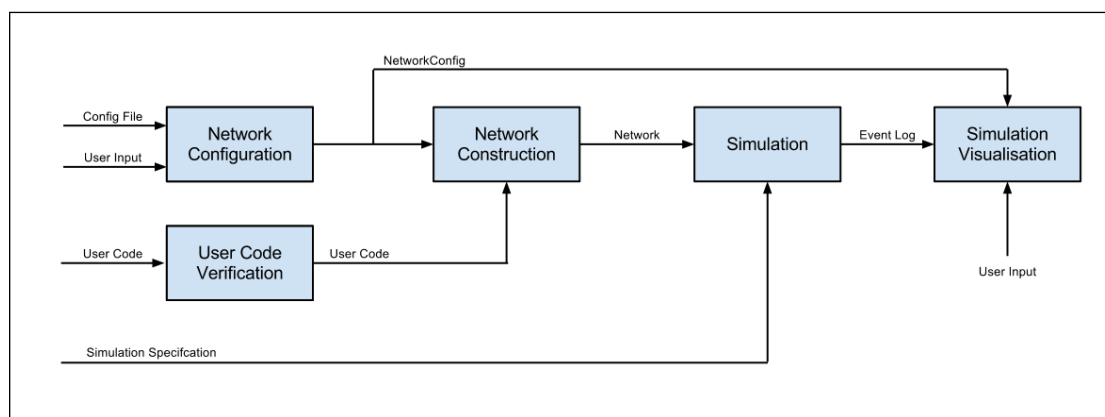 NetworkConfig
Config File
User Input
Network
Configuration
Network
Construction
Network
Simulation
Event Log
Simulation
Visualisation
User Code
User Code
Verification
User Code
User Input
Simulation Specifcation